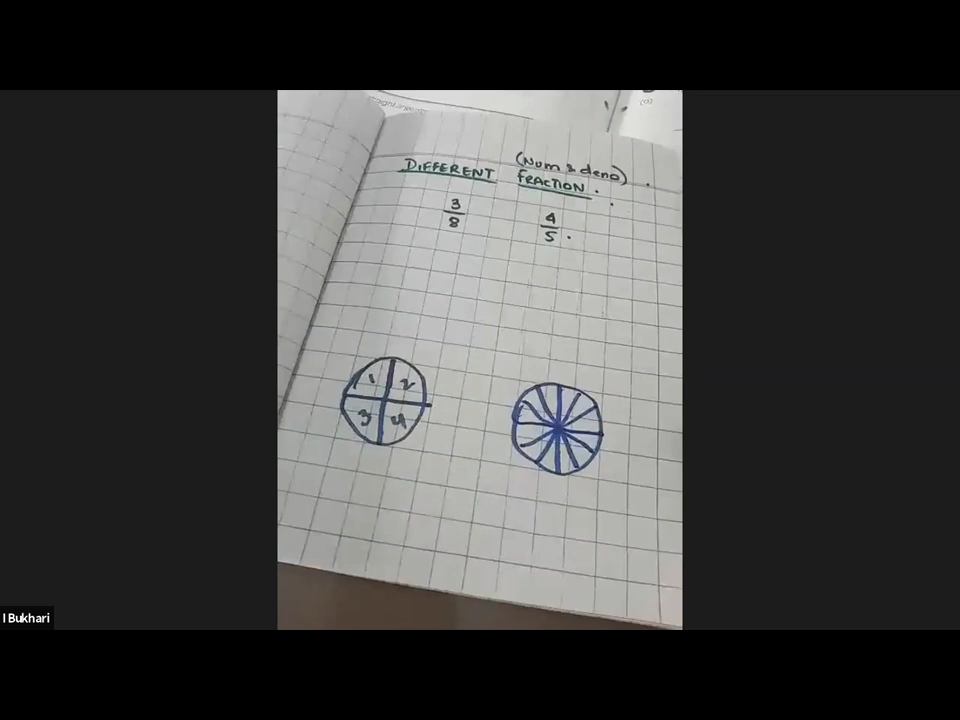 (Num & deno)
DIFFERENT FRACTION.
3/8 4/5.
1 2
3 4
I Bukhari